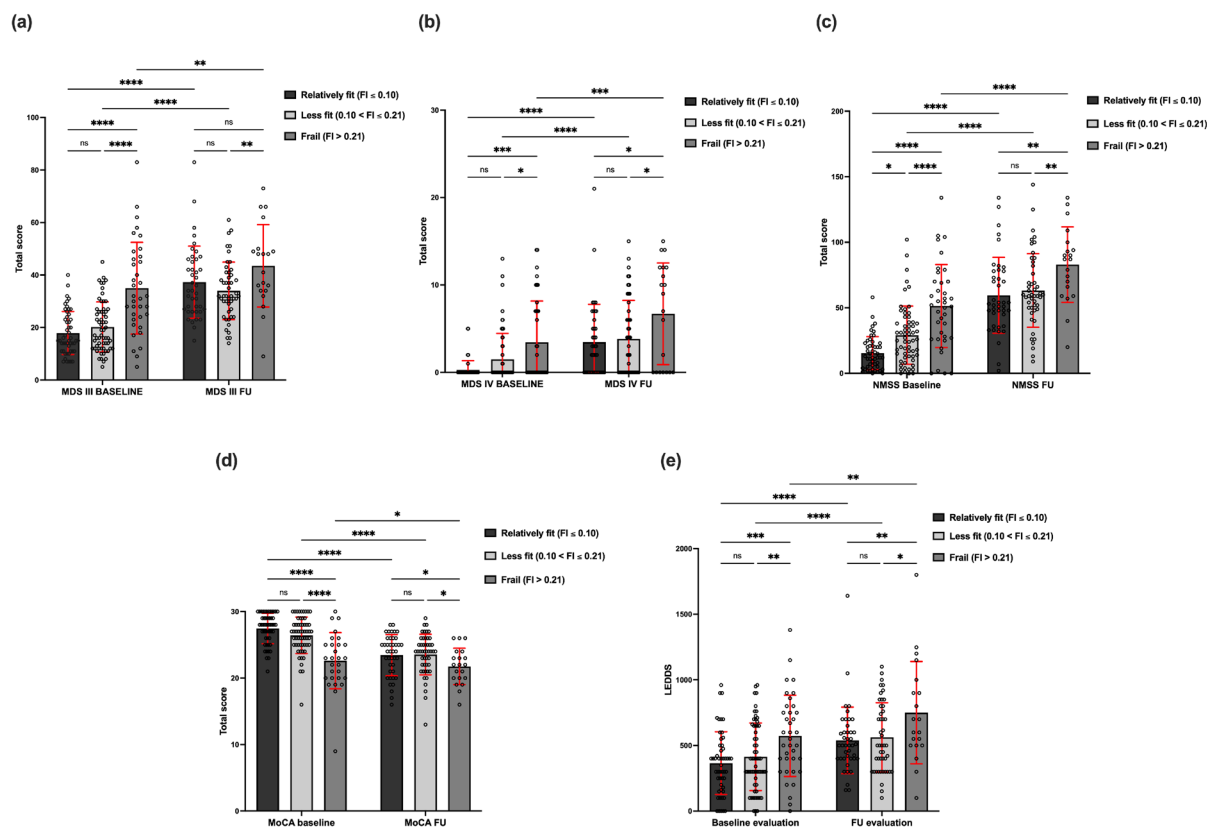 (a)
**
****
****
****
ns
ns
****
ns
**
Relatively fit (FI ≤ 0.10)
Less fit (0.10 < FI ≤ 0.21)
Frail (FI > 0.21)
Total score
100
80
60
40
20
0
MDS III BASELINE
MDS III FU
(b)
***
****
****
***
*
ns
*
ns
*
Relatively fit (FI ≤ 0.10)
Less fit (0.10 < FI ≤ 0.21)
Frail (FI > 0.21)
Total score
30
20
10
0
MDS IV BASELINE
MDS IV FU
(c)
****
****
****
****
**
*
****
ns
**
Relatively fit (FI ≤ 0.10)
Less fit (0.10 < FI ≤ 0.21)
Frail (FI > 0.21)
Total score
200
150
100
50
0
NMSS Baseline
NMSS FU
(d)
*
****
****
****
*
ns
****
ns
*
Relatively fit (FI ≤ 0.10)
Less fit (0.10 < FI ≤ 0.21)
Frail (FI > 0.21)
Total score
30
20
10
0
MoCA baseline
MoCA FU
(e)
**
****
****
***
**
ns
**
ns
*
Relatively fit (FI ≤ 0.10)
Less fit (0.10 < FI ≤ 0.21)
Frail (FI > 0.21)
LEDDS
2000
1500
1000
500
0
Baseline evaluation
FU evaluation